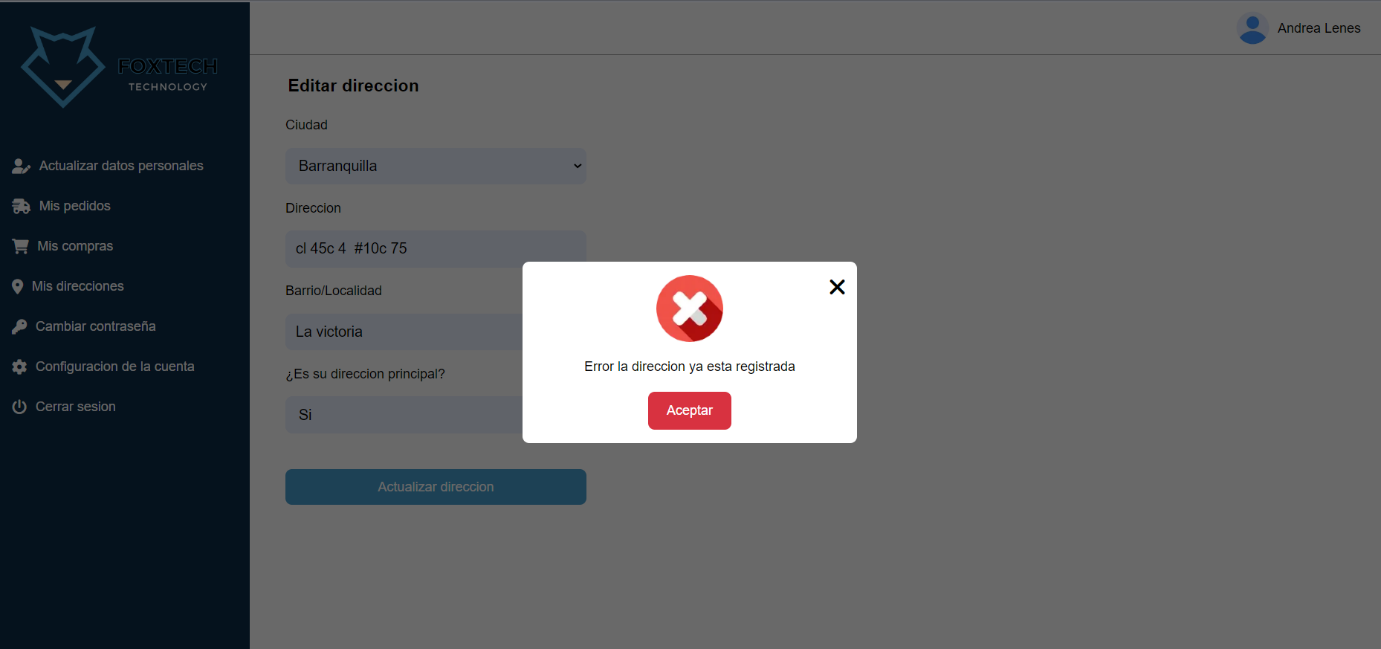 FOXTECH
TECHNOLOGY
Actualizar datos personales
Mis pedidos
Mis compras
Mis direcciones
Cambiar contraseña
Configuracion de la cuenta
Cerrar sesion
Andrea Lenes
Editar direccion
Ciudad
Barranquilla
Direccion
cl 45c 4  #10c 75
Barrio/Localidad
La victoria
¿Es su direccion principal?
Si
Actualizar direccion
Error la direccion ya esta registrada
Aceptar